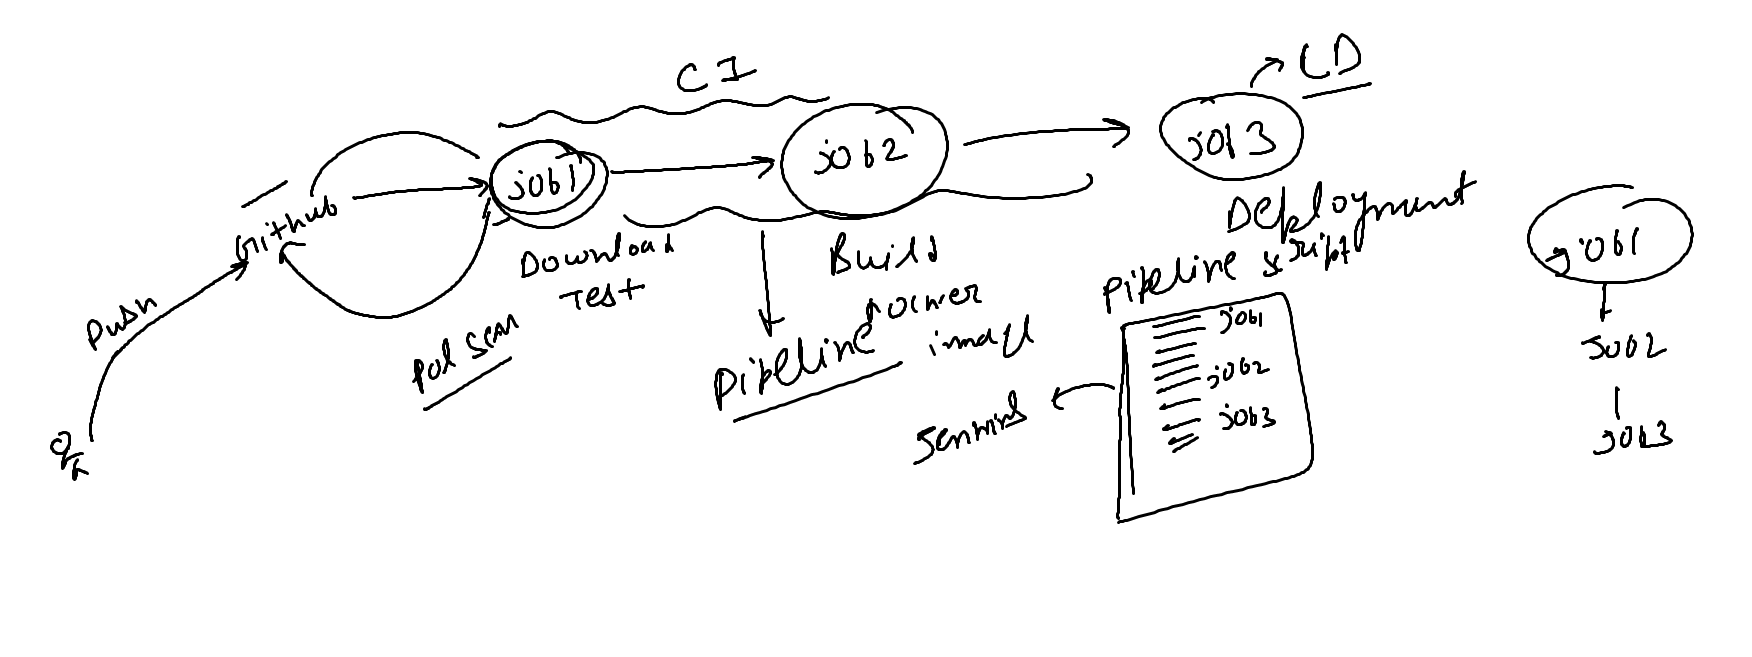 CI
CD
job1
job2
job3
Github
Push
Download
Test
Build
Docker
image
Deployment
Poll SCM
Pipeline
Pipeline script
job1
job2
job3
Jenkins
job1
job2
job3